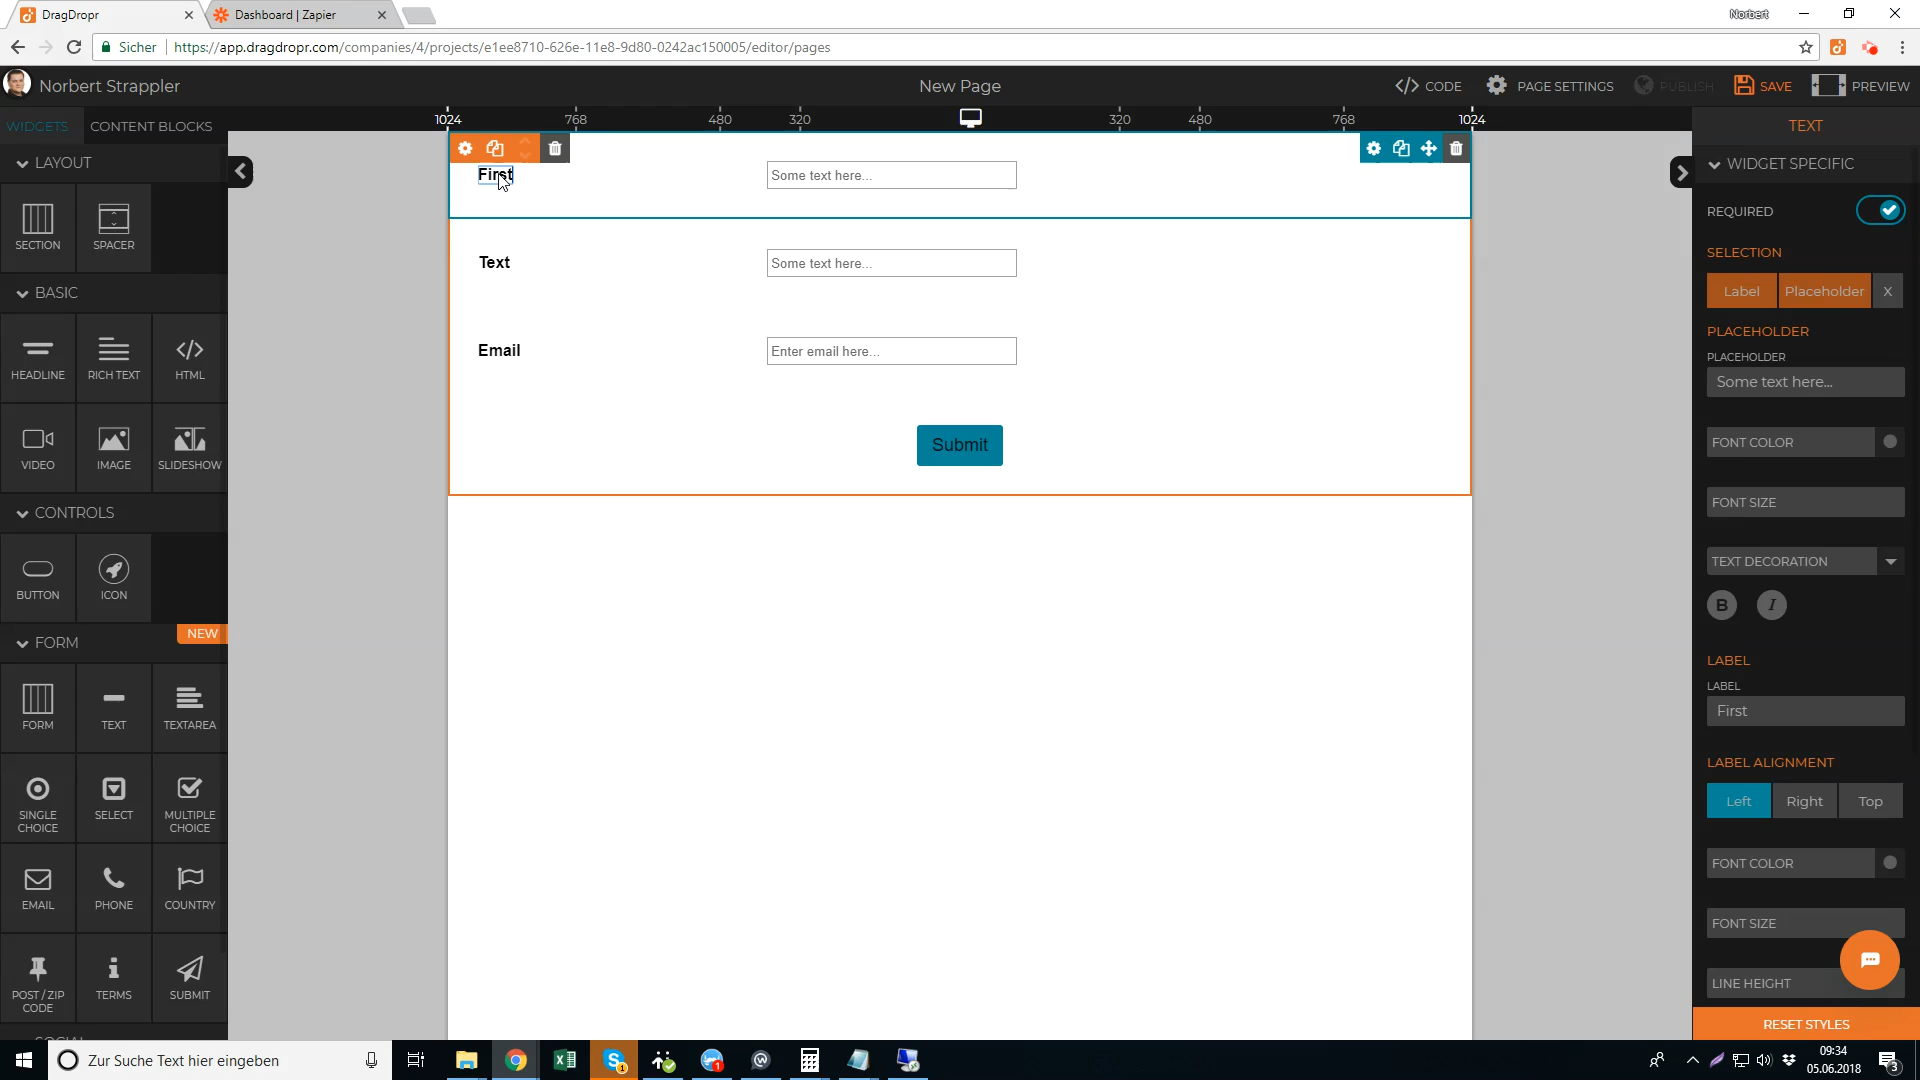 DragDropr
Dashboard | Zapier
Norbert
Sicher
https://app.dragdropr.com/companies/4/projects/e1ee8710-626e-11e8-9d80-0242ac150005/editor/pages
Norbert Strappler
New Page
CODE
PAGE SETTINGS
PUBLISH
SAVE
PREVIEW
WIDGETS
CONTENT BLOCKS
1024
768
480
320
320
480
768
1024
TEXT
LAYOUT
SECTION
SPACER
BASIC
HEADLINE
RICH TEXT
HTML
VIDEO
IMAGE
SLIDESHOW
CONTROLS
BUTTON
ICON
FORM
NEW
FORM
TEXT
TEXTAREA
SINGLE CHOICE
SELECT
MULTIPLE CHOICE
EMAIL
PHONE
COUNTRY
POST / ZIP CODE
TERMS
SUBMIT
SOCIAL
First
Some text here...
Text
Some text here...
Email
Enter email here...
Submit
WIDGET SPECIFIC
REQUIRED
SELECTION
Label
Placeholder
X
PLACEHOLDER
PLACEHOLDER
Some text here...
FONT COLOR
FONT SIZE
TEXT DECORATION
B
I
LABEL
LABEL
First
LABEL ALIGNMENT
Left
Right
Top
FONT COLOR
FONT SIZE
LINE HEIGHT
RESET STYLES
Zur Suche Text hier eingeben
1
1
09:34
05.06.2018
3